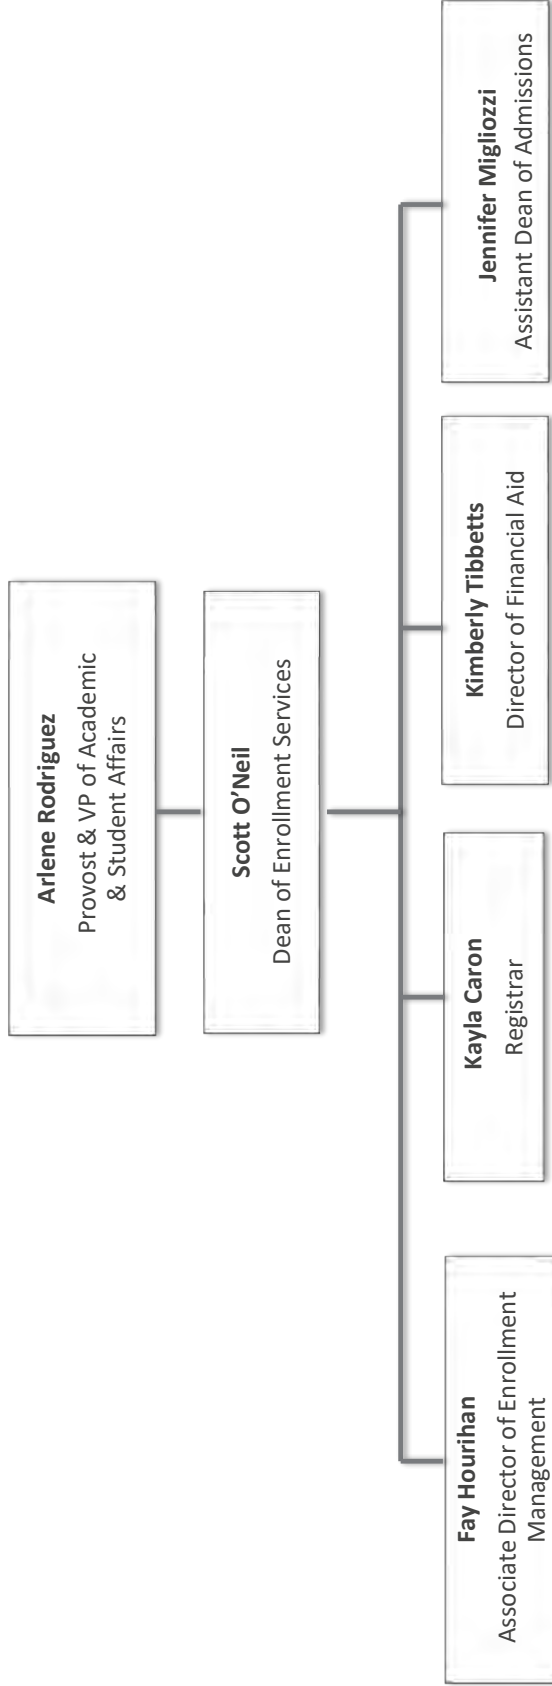 Arlene Rodriguez
Provost & VP of Academic
& Student Affairs
Scott O’Neil
Dean of Enrollment Services
Fay Hourihan
Associate Director of Enrollment
Management
Kayla Caron
Registrar
Kimberly Tibbetts
Director of Financial Aid
Jennifer Migliozzi
Assistant Dean of Admissions